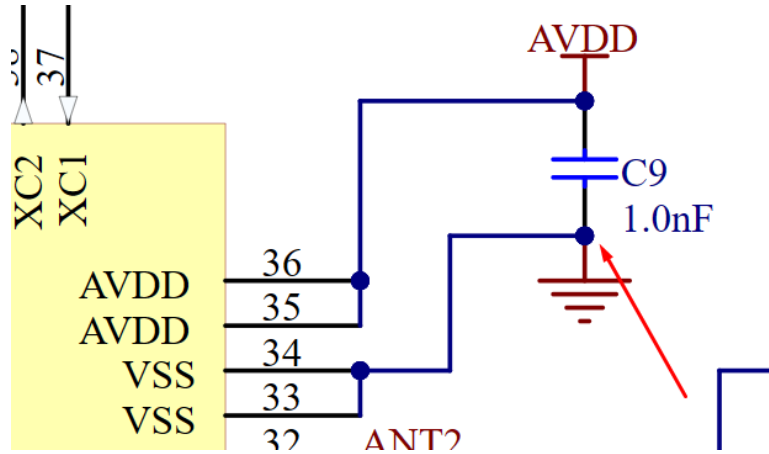 AVDD
37
XC2
XC1
C9
1.0nF
36
AVDD
35
AVDD
34
VSS
33
VSS
32
ANT2